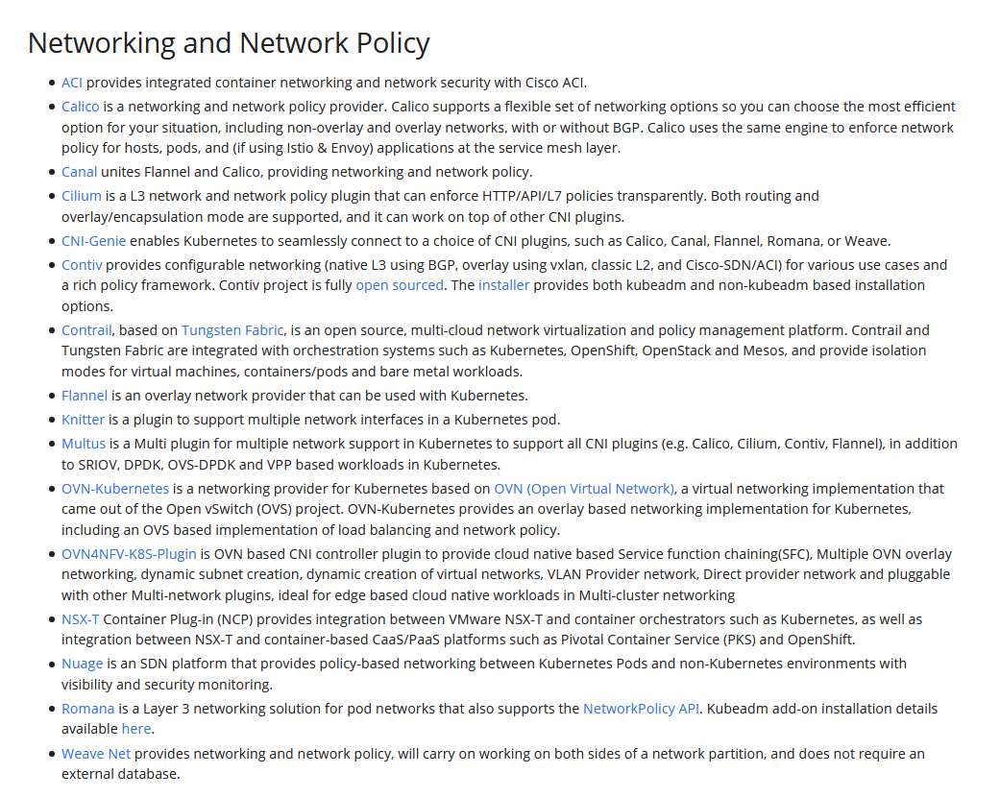 Networking and Network Policy
ACI provides integrated container networking and network security with Cisco ACI.
Calico is a networking and network policy provider. Calico supports a flexible set of networking options so you can choose the most efficient
option for your situation, including non-overlay and overlay networks, with or without BGP. Calico uses the same engine to enforce network
policy for hosts, pods, and (if using Istio & Envoy) applications at the service mesh layer.
Canal unites Flannel and Calico, providing networking and network policy.
Cilium is a L3 network and network policy plugin that can enforce HTTP/API/L7 policies transparently. Both routing and
overlay/encapsulation mode are supported, and it can work on top of other CNI plugins.
CNI-Genie enables Kubernetes to seamlessly connect to a choice of CNI plugins, such as Calico, Canal, Flannel, Romana, or Weave.
Contiv provides configurable networking (native L3 using BGP, overlay using vxlan, classic L2, and Cisco-SDN/ACI) for various use cases and
a rich policy framework. Contiv project is fully open sourced. The installer provides both kubeadm and non-kubeadm based installation
options.
Contrail, based on Tungsten Fabric, is an open source, multi-cloud network virtualization and policy management platform. Contrail and
Tungsten Fabric are integrated with orchestration systems such as Kubernetes, OpenShift, OpenStack and Mesos, and provide isolation
modes for virtual machines, containers/pods and bare metal workloads.
Flannel is an overlay network provider that can be used with Kubernetes.
Knitter is a plugin to support multiple network interfaces in a Kubernetes pod.
Multus is a Multi plugin for multiple network support in Kubernetes to support all CNI plugins (e.g. Calico, Cilium, Contiv, Flannel), in addition
to SRIOV, DPDK, OVS-DPDK and VPP based workloads in Kubernetes.
OVN-Kubernetes is a networking provider for Kubernetes based on OVN (Open Virtual Network), a virtual networking implementation that
came out of the Open vSwitch (OVS) project. OVN-Kubernetes provides an overlay based networking implementation for Kubernetes,
including an OVS based implementation of load balancing and network policy.
OVN4NFV-K8S-Plugin is OVN based CNI controller plugin to provide cloud native based Service function chaining(SFC), Multiple OVN overlay
networking, dynamic subnet creation, dynamic creation of virtual networks, VLAN Provider network, Direct provider network and pluggable
with other Multi-network plugins, ideal for edge based cloud native workloads in Multi-cluster networking
NSX-T Container Plug-in (NCP) provides integration between VMware NSX-T and container orchestrators such as Kubernetes, as well as
integration between NSX-T and container-based CaaS/PaaS platforms such as Pivotal Container Service (PKS) and OpenShift.
Nuage is an SDN platform that provides policy-based networking between Kubernetes Pods and non-Kubernetes environments with
visibility and security monitoring.
Romana is a Layer 3 networking solution for pod networks that also supports the NetworkPolicy API. Kubeadm add-on installation details
available here.
Weave Net provides networking and network policy, will carry on working on both sides of a network partition, and does not require an
external database.